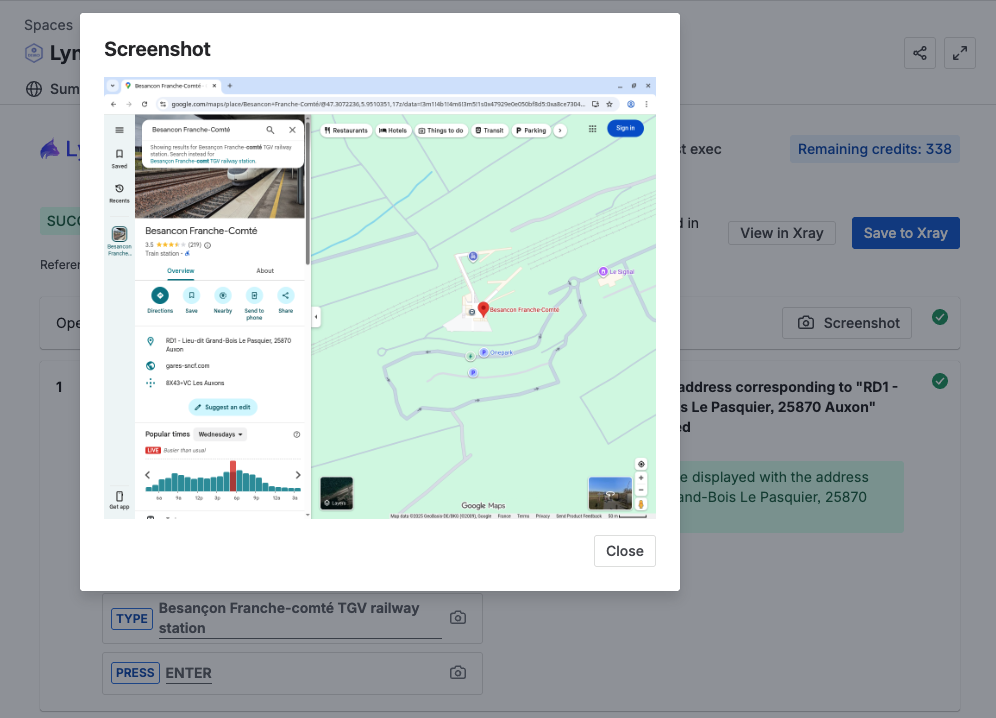 Spaces
Lyn
Sum
Screenshot
Besancon Franche-Comté
google.com/maps/place/Besancon+Franche-Comté/@47.3072236,5.9510351,17z/data=!3m1!4b1!4m6!3m5!1s0x47929e0e050bf8d5:0xa8ce7304...
Saved
Recents
Besancon
Franche...
Get app
Besancon Franche-Comté
Showing results for Besançon Franche-comté TGV railway
station. Search instead for
Besançon Franche-comt TGV railway station.
Restaurants
Hotels
Things to do
Transit
Parking
Sign in
Besancon Franche-Comté
3.5 (219)
Train station
Overview
About
Directions
Save
Nearby
Send to
phone
Share
RD1 - Lieu-dit Grand-Bois Le Pasquier, 25870
Auxon
gares-sncf.com
8X43+VC Les Auxons
Suggest an edit
Popular times
Wednesdays
LIVE Busier than usual
6a 9a 12p 3p 6p 9p 12a 3a
Le Signal
Besancon Franche-Comté
Onepark
Layers
Google Maps
Map data ©2025 GeoBasis-DE/BKG (©2009), Google
France
Terms
Privacy
Send Product Feedback
50 m
Close
Ly
t exec
Remaining credits: 338
SUCC
d in
View in Xray
Save to Xray
Referen
Ope
Screenshot
1
address corresponding to "RD1 -
s Le Pasquier, 25870 Auxon"
ed
e displayed with the address
and-Bois Le Pasquier, 25870
TYPE
Besançon Franche-comté TGV railway
station
PRESS
ENTER